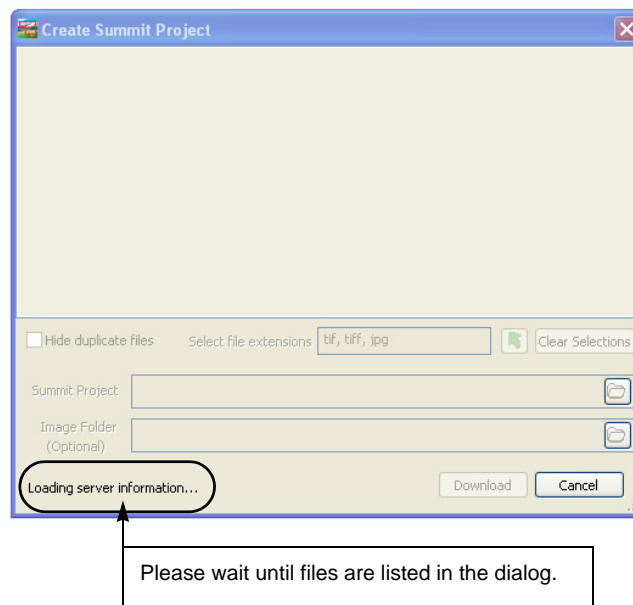 Create Summit Project
Hide duplicate files Select file extensions tif, tiff, jpg Clear Selections
Summit Project
Image Folder
(Optional)
Loading server information... Download Cancel
Please wait until files are listed in the dialog.